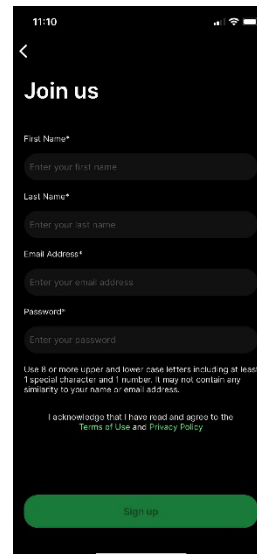 11:10
Join us
First Name*
Enter your first name
Last Name*
Enter your last name
Email Address*
Enter your email address
Password*
Enter your password
Use 8 or more upper and lower case letters including at least
1 special character and 1 number. It may not contain any
similarity to your name or email address.
I acknowledge that I have read and agree to the
Terms of Use and Privacy Policy
Sign up